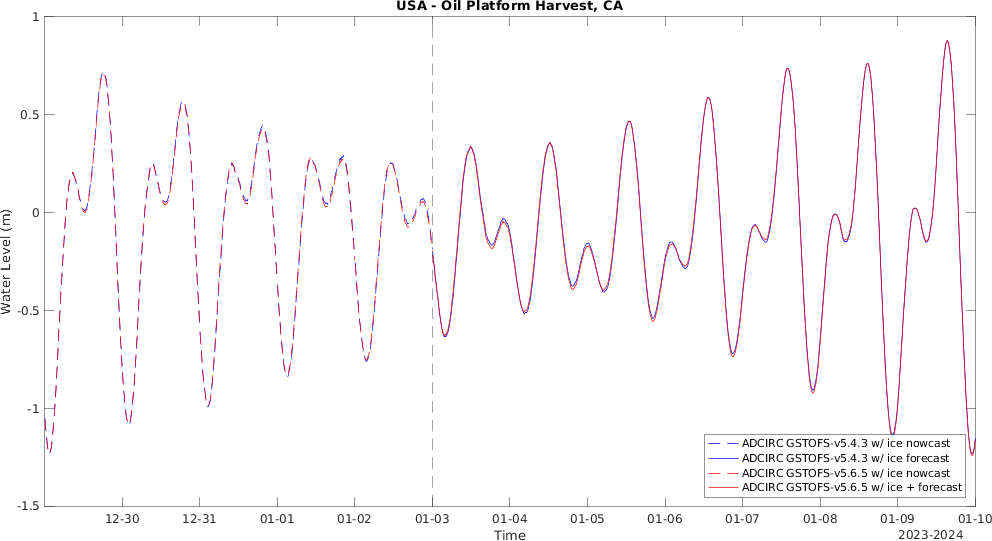 USA - Oil Platform Harvest, CA
1
0.5
0
-0.5
-1
-1.5
Water Level (m)
ADCIRC GSTOFS-v5.4.3 w/ ice nowcast
ADCIRC GSTOFS-v5.4.3 w/ ice forecast
ADCIRC GSTOFS-v5.6.5 w/ ice nowcast
ADCIRC GSTOFS-v5.6.5 w/ ice + forecast
12-30 12-31 01-01 01-02 01-03 01-04 01-05 01-06 01-07 01-08 01-09 01-10
Time
2023-2024